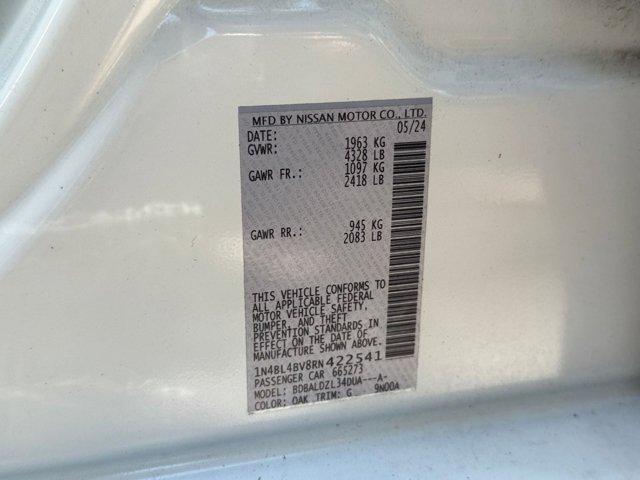 MFD BY NISSAN MOTOR CO., LTD.
DATE: 05/24
GVWR: 1963 KG
4328 LB
GAWR FR.: 1097 KG
2418 LB
GAWR RR.: 945 KG
2083 LB
THIS VEHICLE CONFORMS TO
ALL APPLICABLE FEDERAL
MOTOR VEHICLE SAFETY,
BUMPER, AND THEFT
PREVENTION STANDARDS IN
EFFECT ON THE DATE OF
MANUFACTURE SHOWN ABOVE.
1N4BL4BV8RN422541
PASSENGER CAR 665273
MODEL: BDBALDZL34DUA---A-
COLOR: QAK TRIM: G 9N00A